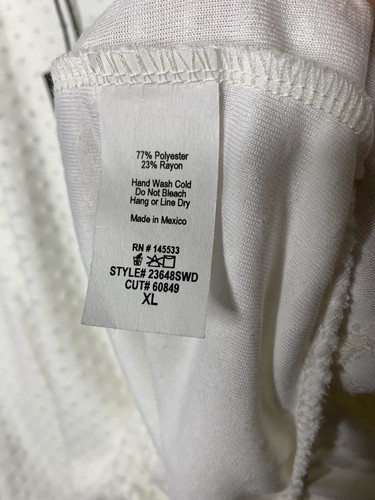 77% Polyester
23% Rayon
Hand Wash Cold
Do Not Bleach
Hang or Line Dry
Made in Mexico
RN # 145533
STYLE# 23648SWD
CUT# 60849
XL